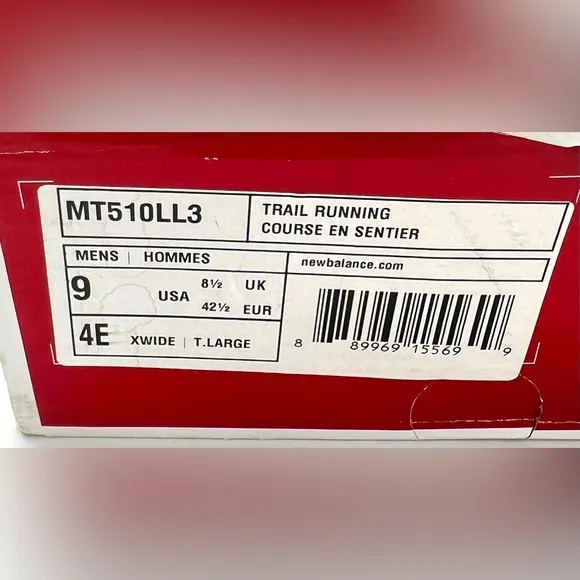 MT510LL3
TRAIL RUNNING
COURSE EN SENTIER
MENS | HOMMES
newbalance.com
9 USA 8½ UK
42½ EUR
4E XWIDE | T.LARGE
8 89969 15569 9